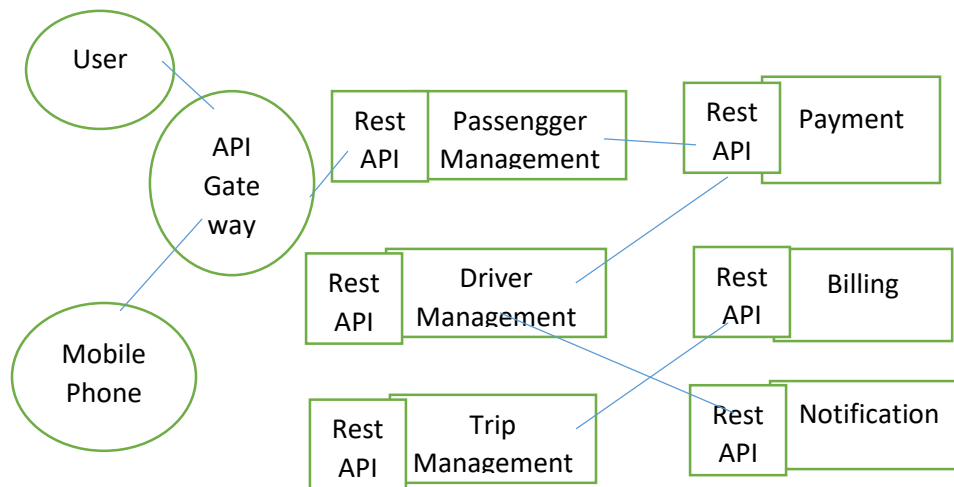 User
API
Gate
way
Mobile
Phone
Rest
API
Passengger
Management
Rest
API
Payment
Rest
API
Driver
Management
Rest
API
Billing
Rest
API
Trip
Management
Rest
API
Notification